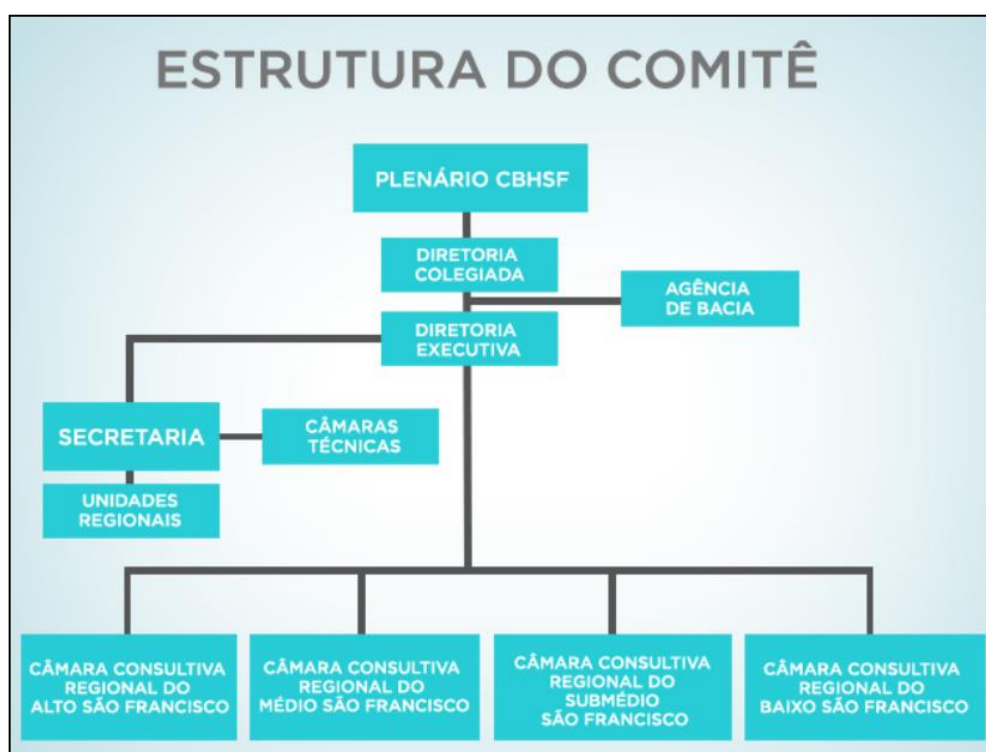 ESTRUTURA DO COMITÊ
PLENÁRIO CBHSF
DIRETORIA
COLEGIADA
AGÊNCIA
DE BACIA
DIRETORIA
EXECUTIVA
SECRETARIA
CÂMARAS
TÉCNICAS
UNIDADES
REGIONAIS
CÂMARA CONSULTIVA
REGIONAL DO
ALTO SÃO FRANCISCO
CÂMARA CONSULTIVA
REGIONAL DO
MÉDIO SÃO FRANCISCO
CÂMARA CONSULTIVA
REGIONAL DO
SUBMÉDIO
SÃO FRANCISCO
CÂMARA CONSULTIVA
REGIONAL DO
BAIXO SÃO FRANCISCO